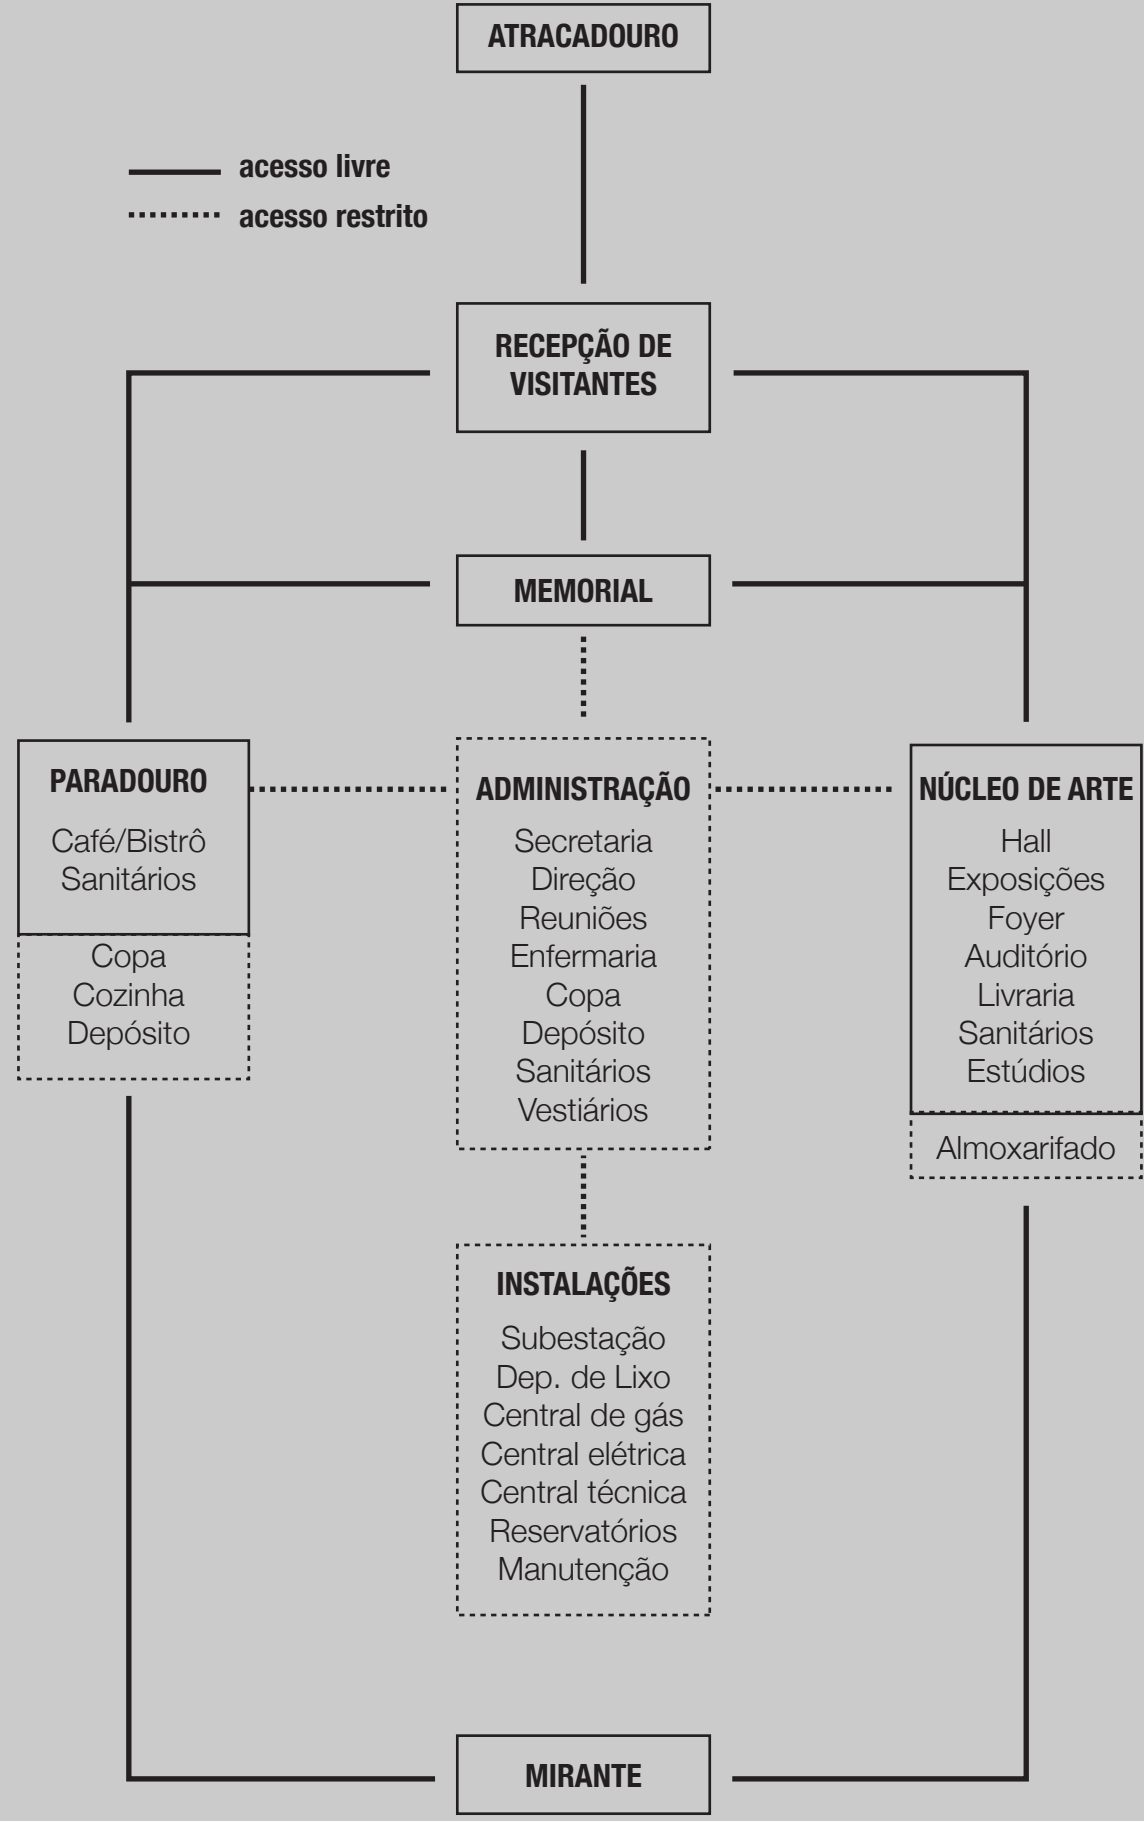 ATRACADOURO
acesso livre
acesso restrito
RECEPÇÃO DE
VISITANTES
MEMORIAL
PARADOURO
Café/Bistrô
Sanitários
Copa
Cozinha
Depósito
ADMINISTRAÇÃO
Secretaria
Direção
Reuniões
Enfermaria
Copa
Depósito
Sanitários
Vestiários
NÚCLEO DE ARTE
Hall
Exposições
Foyer
Auditório
Livraria
Sanitários
Estúdios
Almoxarifado
INSTALAÇÕES
Subestação
Dep. de Lixo
Central de gás
Central elétrica
Central técnica
Reservatórios
Manutenção
MIRANTE